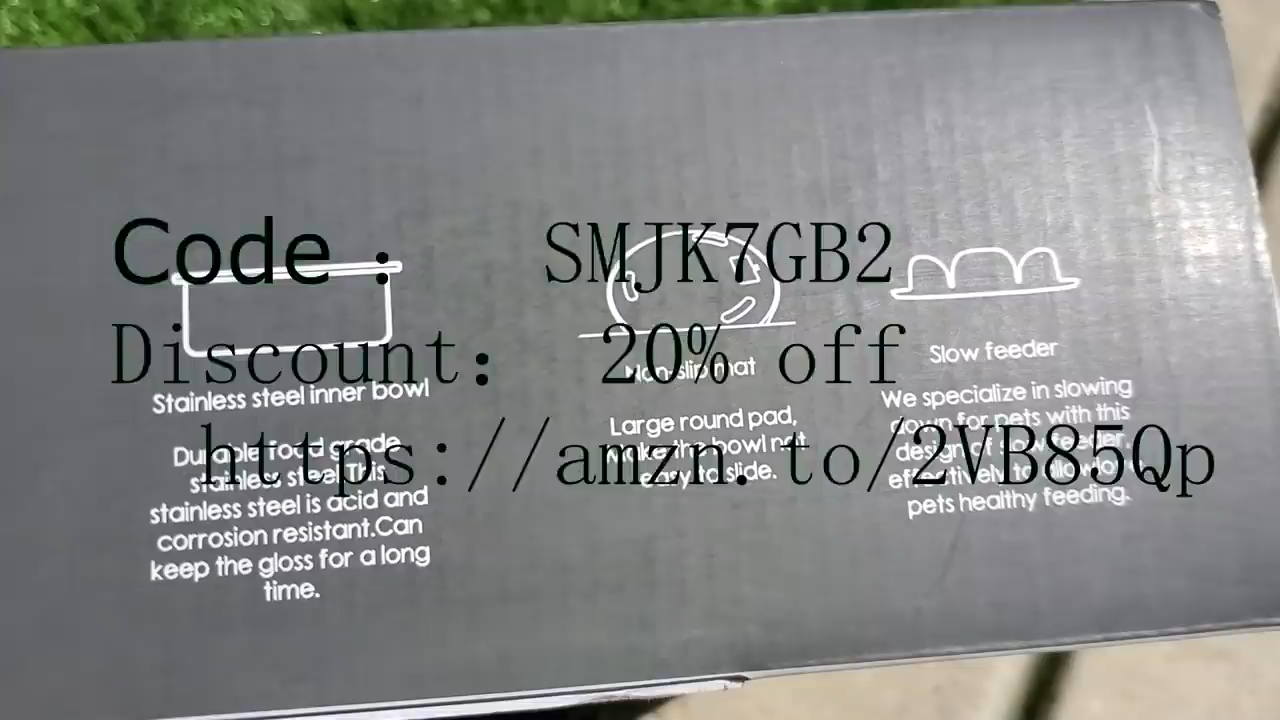 Code： SMJK7GB2
Discount： 20% off
https://amzn.to/2VB85Qp
Stainless steel inner bowl
Durable food grade
stainless steel.This
stainless steel is acid and
corrosion resistant.Can
keep the gloss for a long
time.
Non-slip mat
Large round pad,
make the bowl not
easy to slide.
Slow feeder
We specialize in slowing
down for pets with this
design of slow feeder,
effectively to allow our
pets healthy feeding.